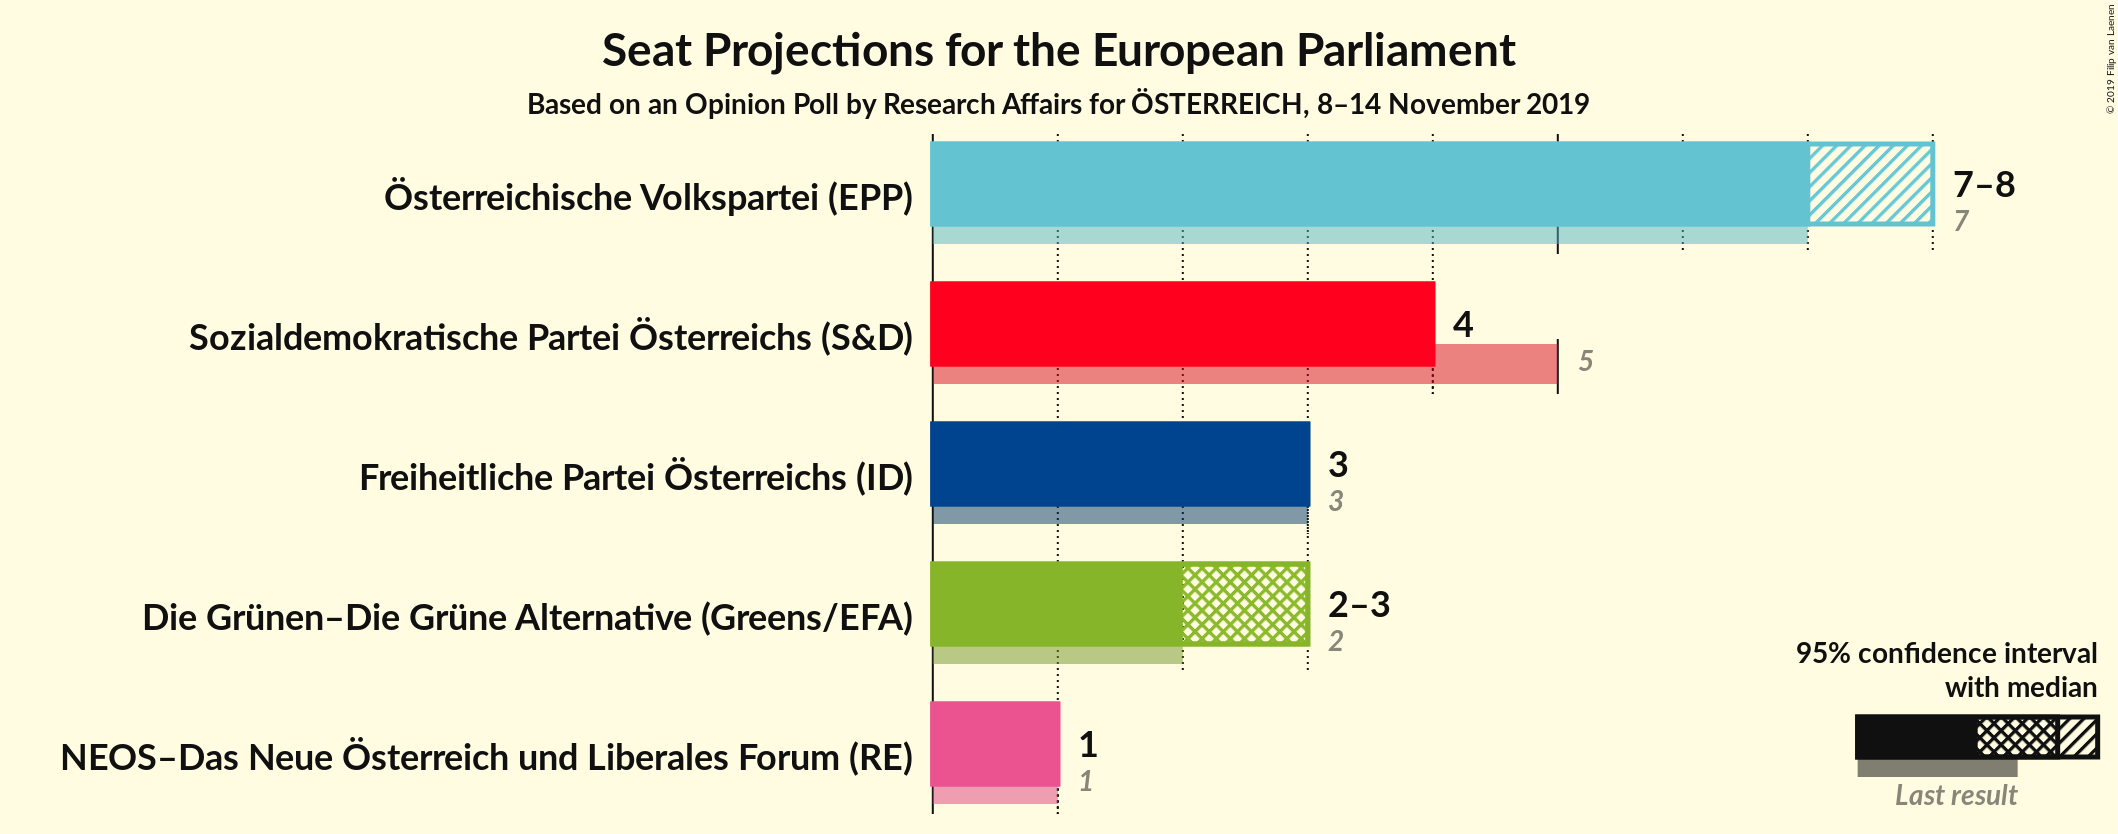 Seat Projections for the European Parliament
Based on an Opinion Poll by Research Affairs for ÖSTERREICH, 8–14 November 2019
© 2019 Filip van Laenen
Österreichische Volkspartei (EPP)
7–8
7
Sozialdemokratische Partei Österreichs (S&D)
4
5
Freiheitliche Partei Österreichs (ID)
3
3
Die Grünen–Die Grüne Alternative (Greens/EFA)
2–3
2
NEOS–Das Neue Österreich und Liberales Forum (RE)
1
1
95% confidence interval
with median
Last result